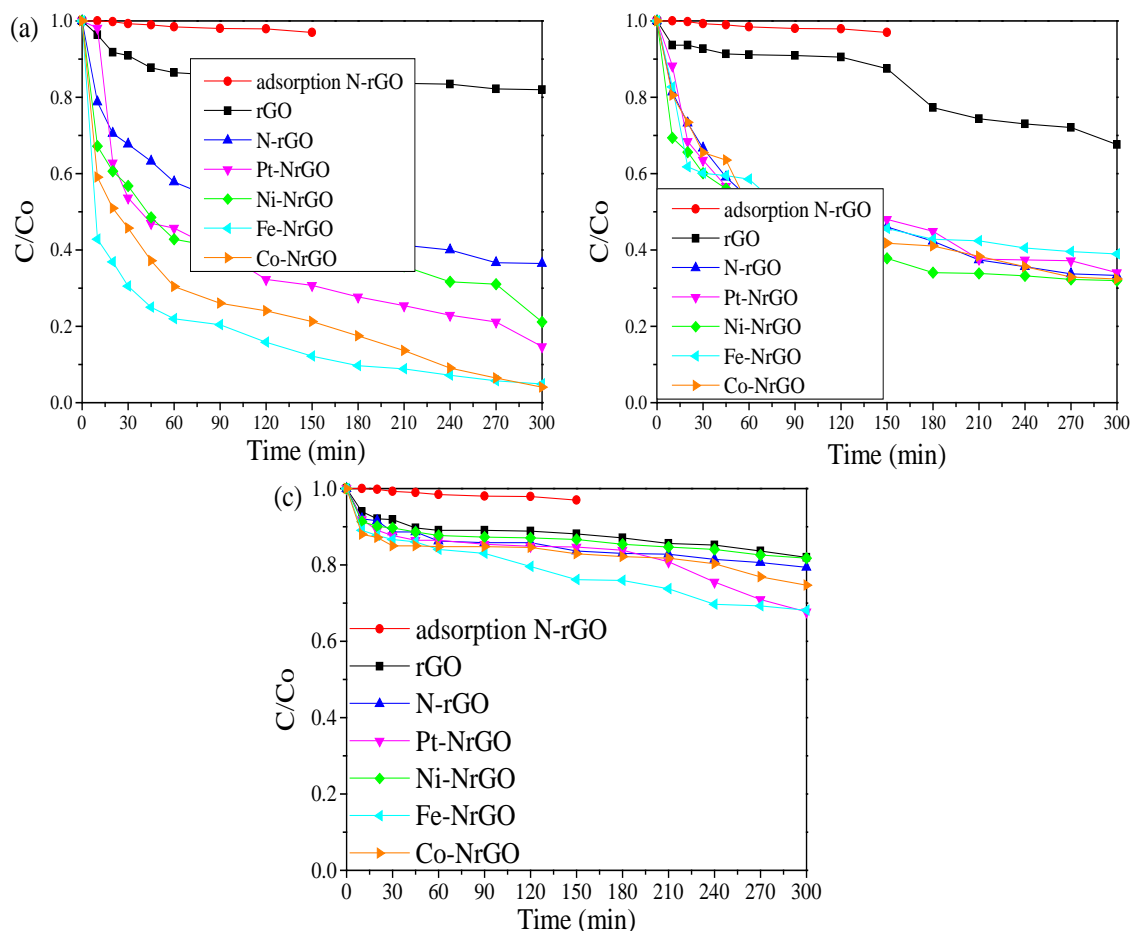 (a)
1.0
0.8
0.6
0.4
0.2
0.0
C/Co
adsorption N-rGO
rGO
N-rGO
Pt-NrGO
Ni-NrGO
Fe-NrGO
Co-NrGO
0 30 60 90 120 150 180 210 240 270 300
Time (min)
1.0
0.8
0.6
0.4
0.2
0.0
C/Co
adsorption N-rGO
rGO
N-rGO
Pt-NrGO
Ni-NrGO
Fe-NrGO
Co-NrGO
0 30 60 90 120 150 180 210 240 270 300
Time (min)
(c)
1.0
0.8
0.6
0.4
0.2
0.0
C/Co
adsorption N-rGO
rGO
N-rGO
Pt-NrGO
Ni-NrGO
Fe-NrGO
Co-NrGO
0 30 60 90 120 150 180 210 240 270 300
Time (min)